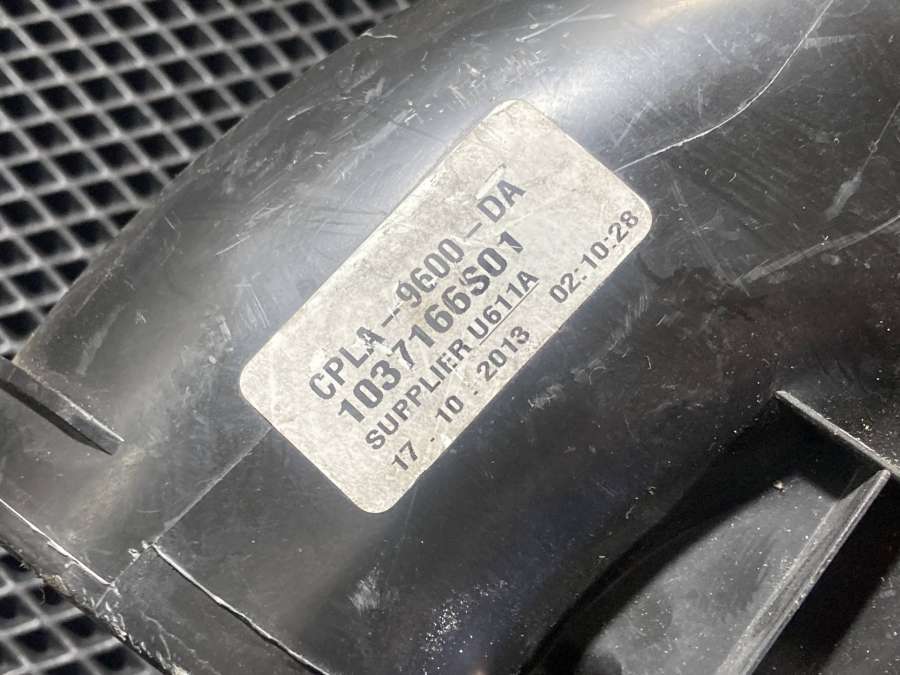 CPLA-9600-DA
1037166S01
SUPPLIER U611A
17-10-2013 02:10:28